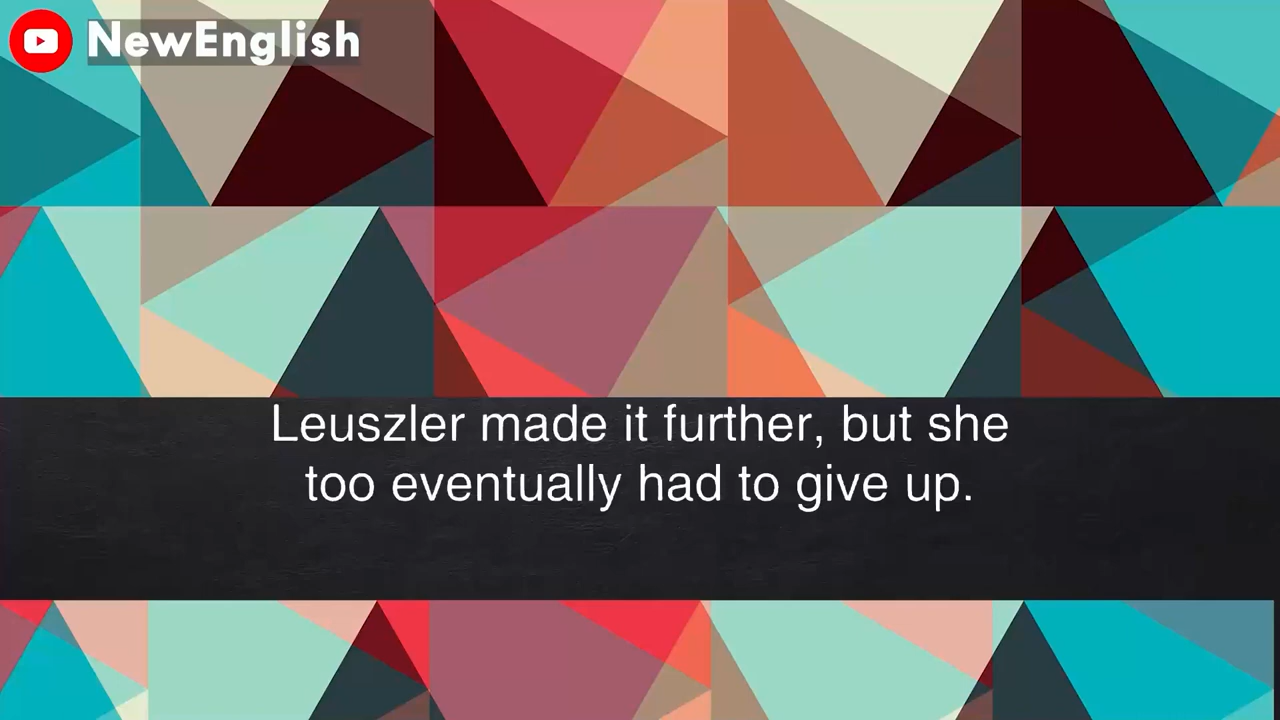 NewEnglish
Leuszler made it further, but she
too eventually had to give up.